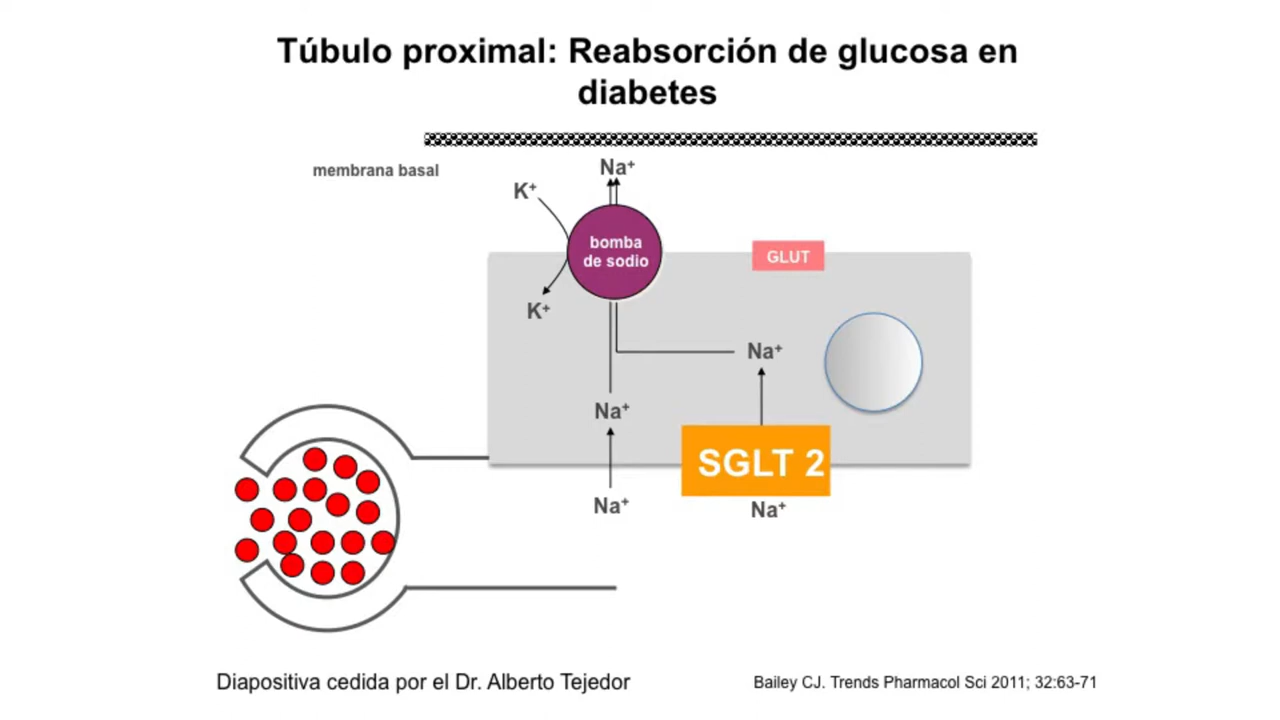 Túbulo proximal: Reabsorción de glucosa en
diabetes
membrana basal
Na⁺
K⁺
bomba
de sodio
GLUT
K⁺
Na⁺
Na⁺
SGLT 2
Na⁺
Na⁺
Diapositiva cedida por el Dr. Alberto Tejedor
Bailey CJ. Trends Pharmacol Sci 2011; 32:63-71